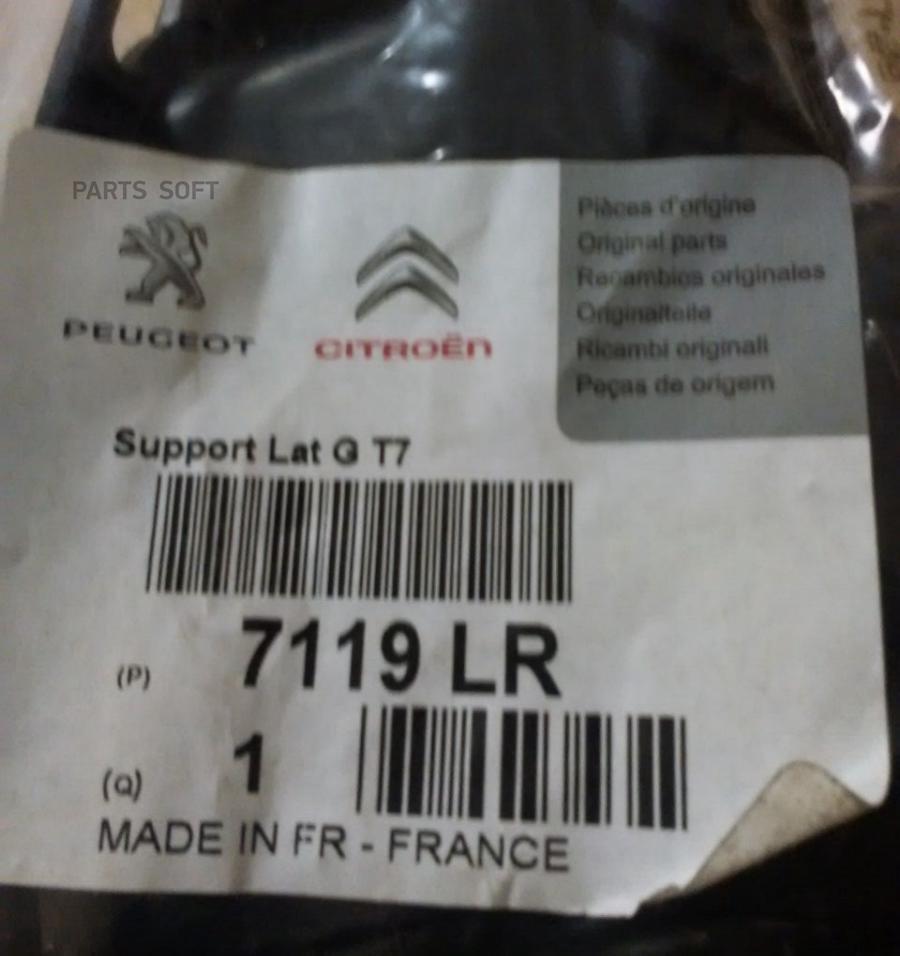 PARTS SOFT
PEUGEOT
CITROËN
Pièces d'origine
Original parts
Recambios originales
Originalteile
Ricambi originali
Peças de origem
Support Lat G T7
(P) 7119 LR
(Q) 1
MADE IN FR - FRANCE